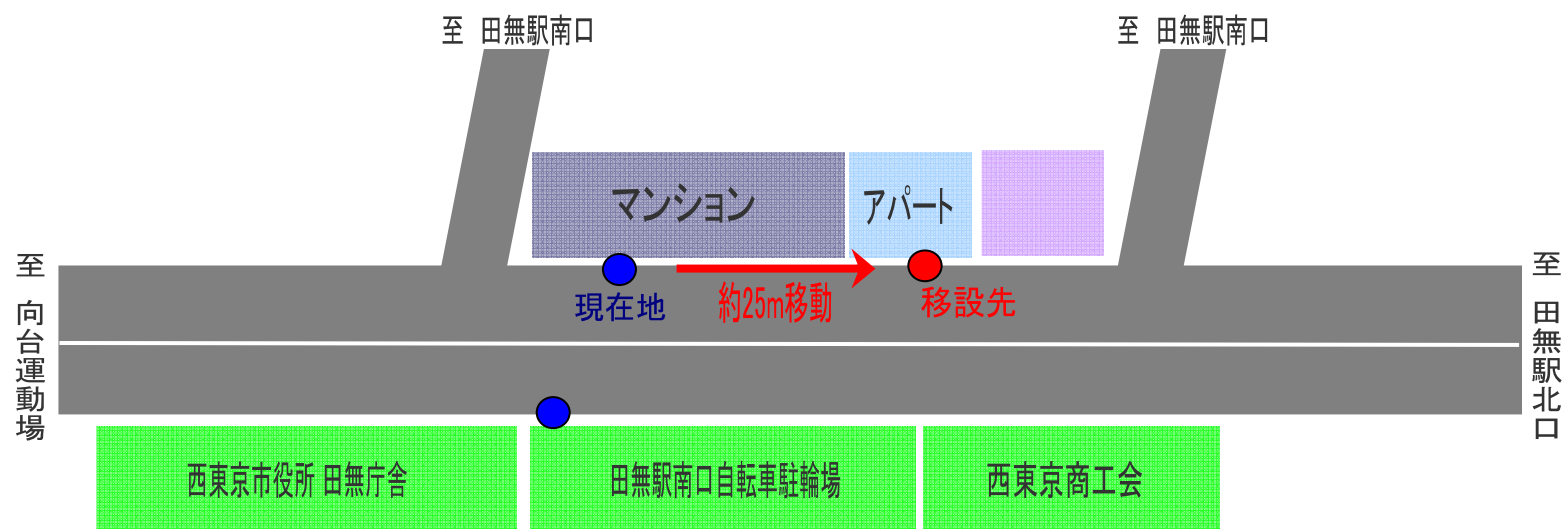 至 田無駅南口
至 田無駅南口
マンション
アパート
至 向台運動場
現在地
約25m移動
移設先
至 田無駅北口
西東京市役所 田無庁舎
田無駅南口自転車駐輪場
西東京商工会